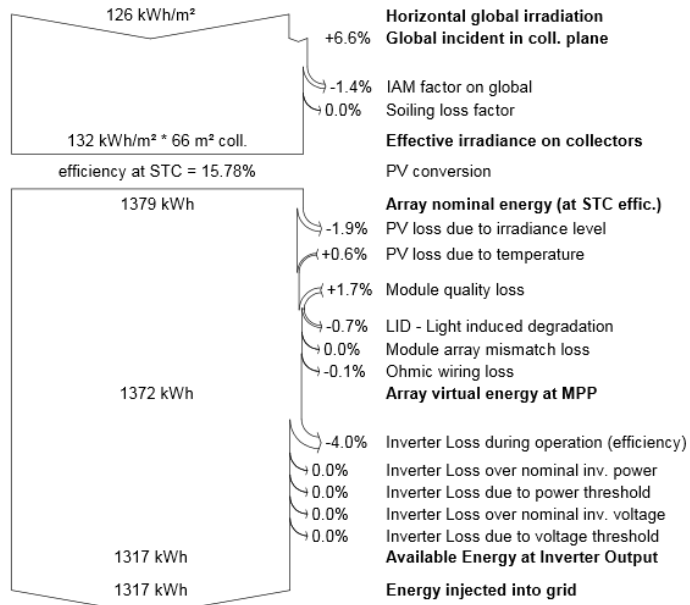 126 kWh/m² Horizontal global irradiation
+6.6% Global incident in coll. plane
-1.4% IAM factor on global
0.0% Soiling loss factor
132 kWh/m² * 66 m² coll. Effective irradiance on collectors
efficiency at STC = 15.78% PV conversion
1379 kWh Array nominal energy (at STC effic.)
-1.9% PV loss due to irradiance level
+0.6% PV loss due to temperature
+1.7% Module quality loss
-0.7% LID - Light induced degradation
0.0% Module array mismatch loss
-0.1% Ohmic wiring loss
1372 kWh Array virtual energy at MPP
-4.0% Inverter Loss during operation (efficiency)
0.0% Inverter Loss over nominal inv. power
0.0% Inverter Loss due to power threshold
0.0% Inverter Loss over nominal inv. voltage
0.0% Inverter Loss due to voltage threshold
1317 kWh Available Energy at Inverter Output
1317 kWh Energy injected into grid